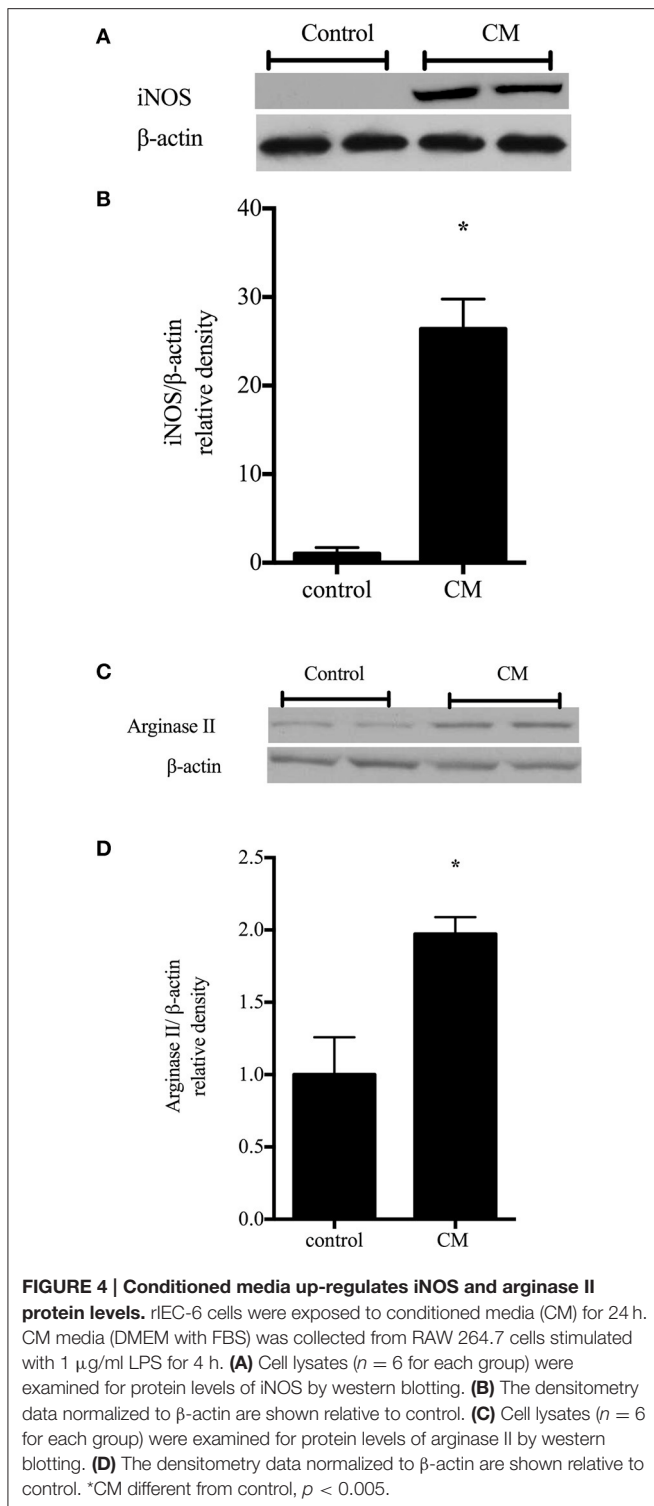 A
Control CM
iNOS
β-actin
B
40
30
20
10
0
iNOS/β-actin
relative density
*
control CM
C
Control CM
Arginase II
β-actin
D
2.5
2.0
1.5
1.0
0.5
0.0
Arginase II/ β-actin
relative density
*
control CM
FIGURE 4 | Conditioned media up-regulates iNOS and arginase II
protein levels. rIEC-6 cells were exposed to conditioned media (CM) for 24 h.
CM media (DMEM with FBS) was collected from RAW 264.7 cells stimulated
with 1 μg/ml LPS for 4 h. (A) Cell lysates (n = 6 for each group) were
examined for protein levels of iNOS by western blotting. (B) The densitometry
data normalized to β-actin are shown relative to control. (C) Cell lysates (n = 6
for each group) were examined for protein levels of arginase II by western
blotting. (D) The densitometry data normalized to β-actin are shown relative to
control. *CM different from control, p < 0.005.